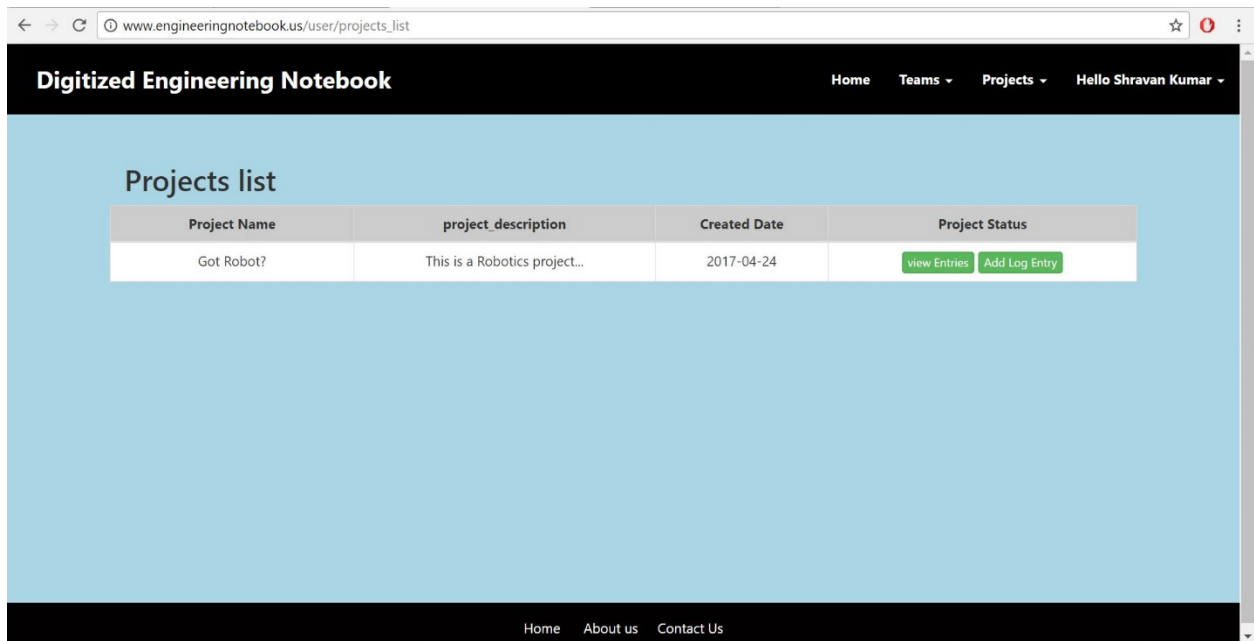 www.engineeringnotebook.us/user/projects_list
Digitized Engineering Notebook Home Teams Projects Hello Shravan Kumar
Projects list
Project Name project_description Created Date Project Status
Got Robot? This is a Robotics project... 2017-04-24 view Entries Add Log Entry
Home About us Contact Us